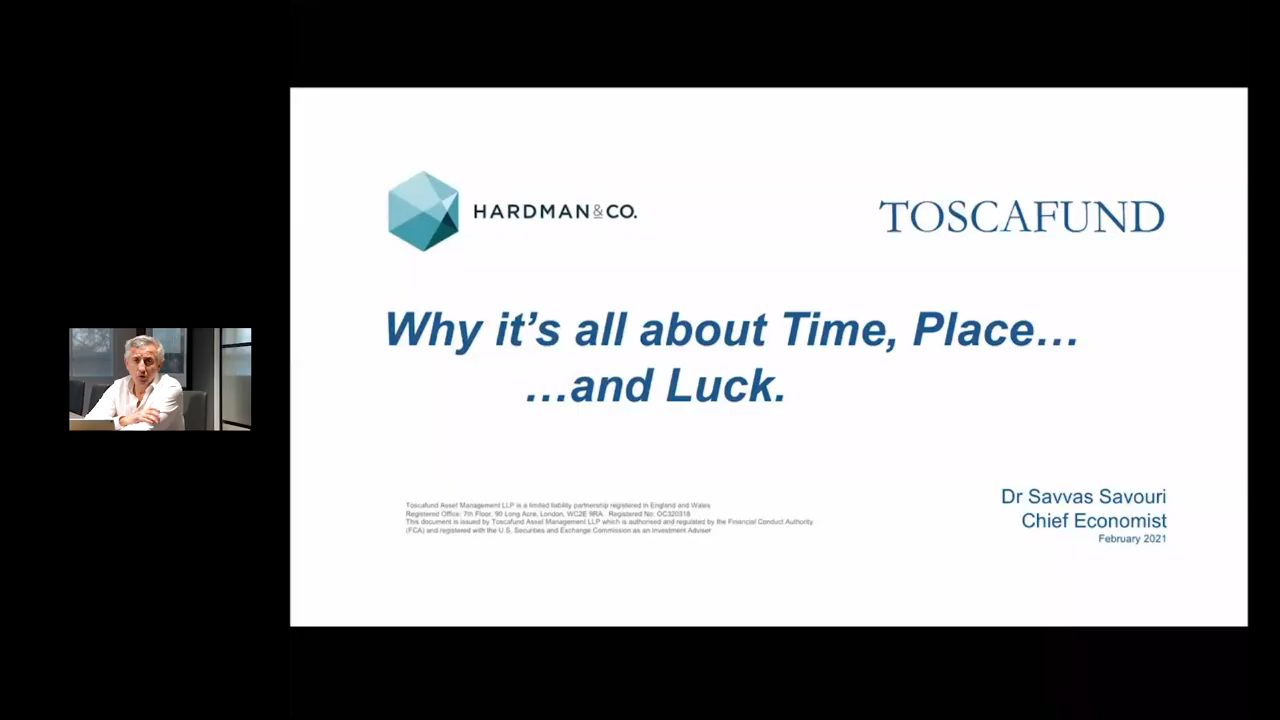 HARDMAN&CO.
TOSCAFUND
Why it's all about Time, Place…
…and Luck.
Toscafund Asset Management LLP is a limited liability partnership registered in England and Wales
Registered Office: 7th Floor, 90 Long Acre, London, WC2E 9RA. Registered No: OC320318
This document is issued by Toscafund Asset Management LLP which is authorised and regulated by the Financial Conduct Authority
(FCA) and registered with the U.S. Securities and Exchange Commission as an Investment Adviser
Dr Savvas Savouri
Chief Economist
February 2021